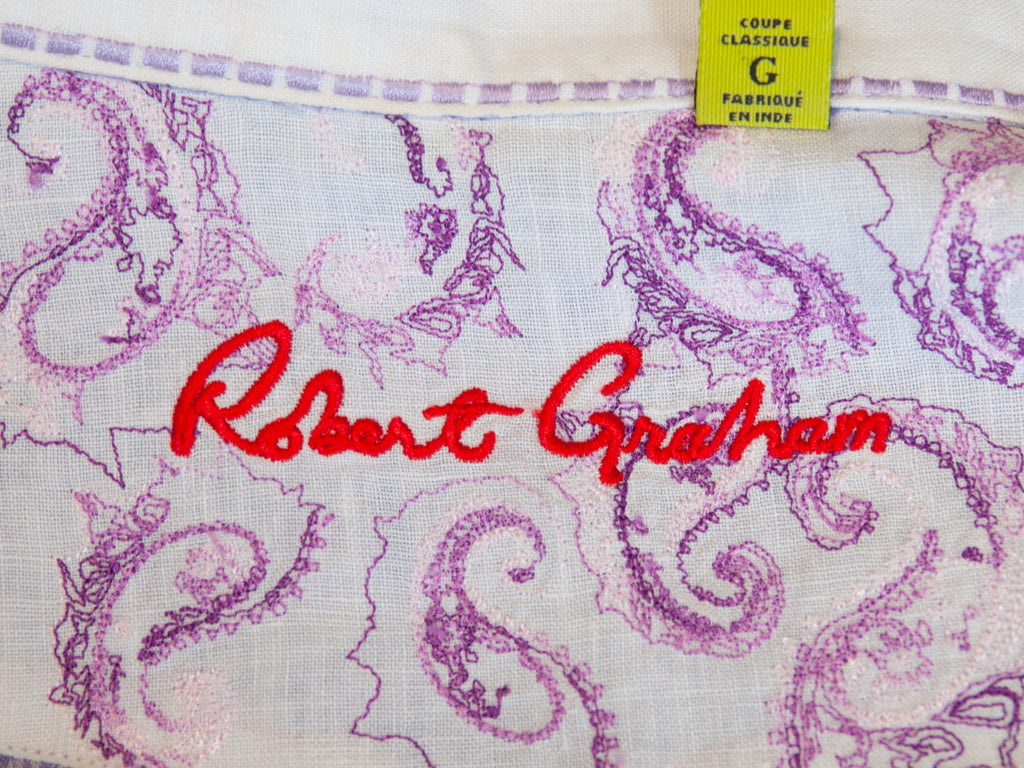 COUPE
CLASSIQUE
G
FABRIQUÉ
EN INDE
Robert Graham